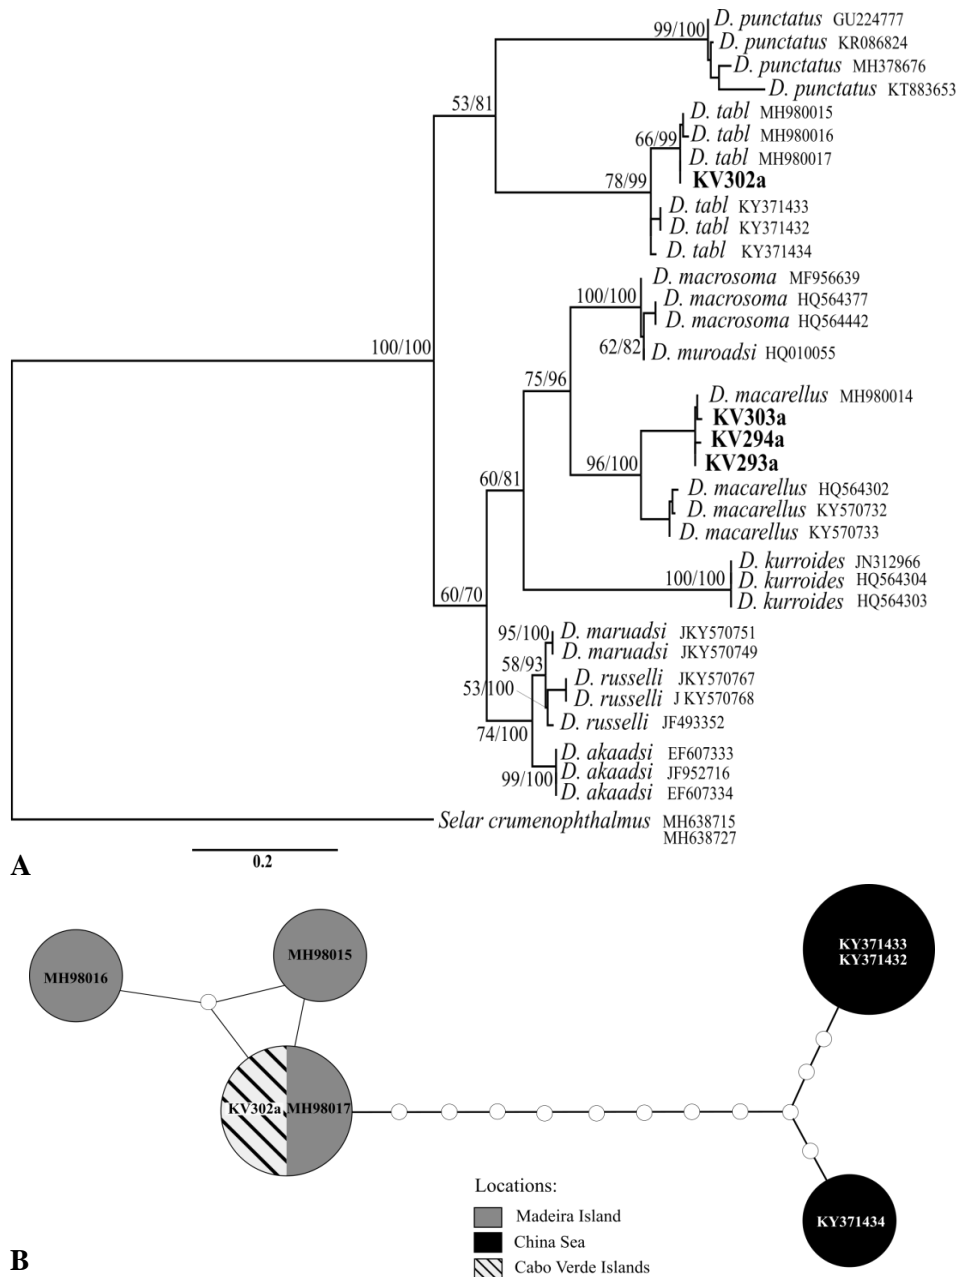 D. punctatus GU224777
99/100
D. punctatus KR086824
D. punctatus MH378676
D. punctatus KT883653
53/81
D. tabl MH980015
66/99 D. tabl MH980016
D. tabl MH980017
78/99 KV302a
D. tabl KY371433
D. tabl KY371432
D. tabl KY371434
D. macrosoma MF956639
100/100 D. macrosoma HQ564377
D. macrosoma HQ564442
100/100
62/82 D. muroadsi HQ010055
75/96
D. macarellus MH980014
KV303a
KV294a
96/100 KV293a
60/81
D. macarellus HQ564302
D. macarellus KY570732
D. macarellus KY570733
D. kurroides JN312966
100/100 D. kurroides HQ564304
60/70 D. kurroides HQ564303
95/100 D. maruadsi JKY570751
D. maruadsi JKY570749
58/93
D. russelli JKY570767
53/100 D. russelli J KY570768
D. russelli JF493352
74/100
D. akaadsi EF607333
99/100 D. akaadsi JF952716
D. akaadsi EF607334
Selar crumenophthalmus MH638715
MH638727
0.2
A
MH98016
MH98015
KY371433
KY371432
KV302a MH98017
KY371434
Locations:
Madeira Island
China Sea
Cabo Verde Islands
B